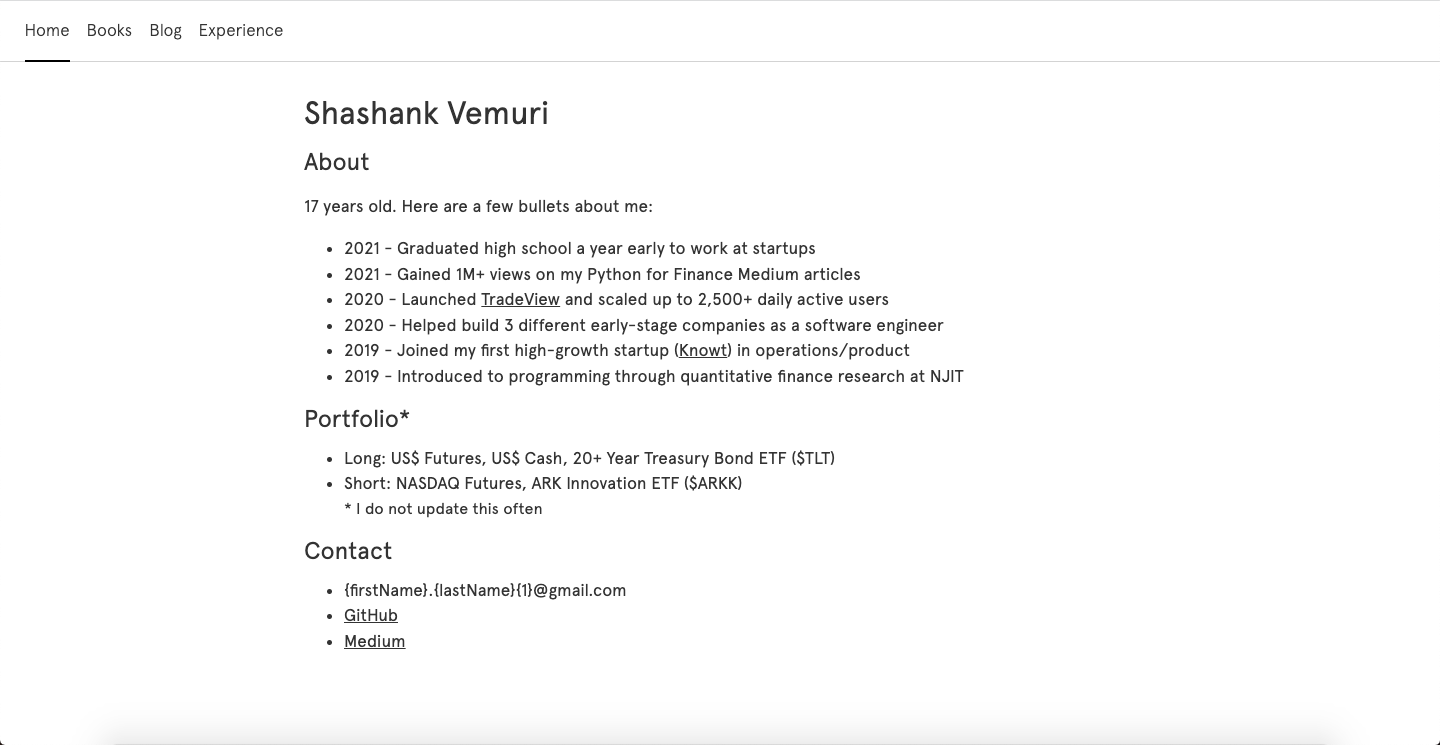 Home Books Blog Experience
Shashank Vemuri
About
17 years old. Here are a few bullets about me:
• 2021 - Graduated high school a year early to work at startups
• 2021 - Gained 1M+ views on my Python for Finance Medium articles
• 2020 - Launched TradeView and scaled up to 2,500+ daily active users
• 2020 - Helped build 3 different early-stage companies as a software engineer
• 2019 - Joined my first high-growth startup (Knowt) in operations/product
• 2019 - Introduced to programming through quantitative finance research at NJIT
Portfolio*
• Long: US$ Futures, US$ Cash, 20+ Year Treasury Bond ETF ($TLT)
• Short: NASDAQ Futures, ARK Innovation ETF ($ARKK)
* I do not update this often
Contact
• {firstName}.{lastName}{1}@gmail.com
• GitHub
• Medium